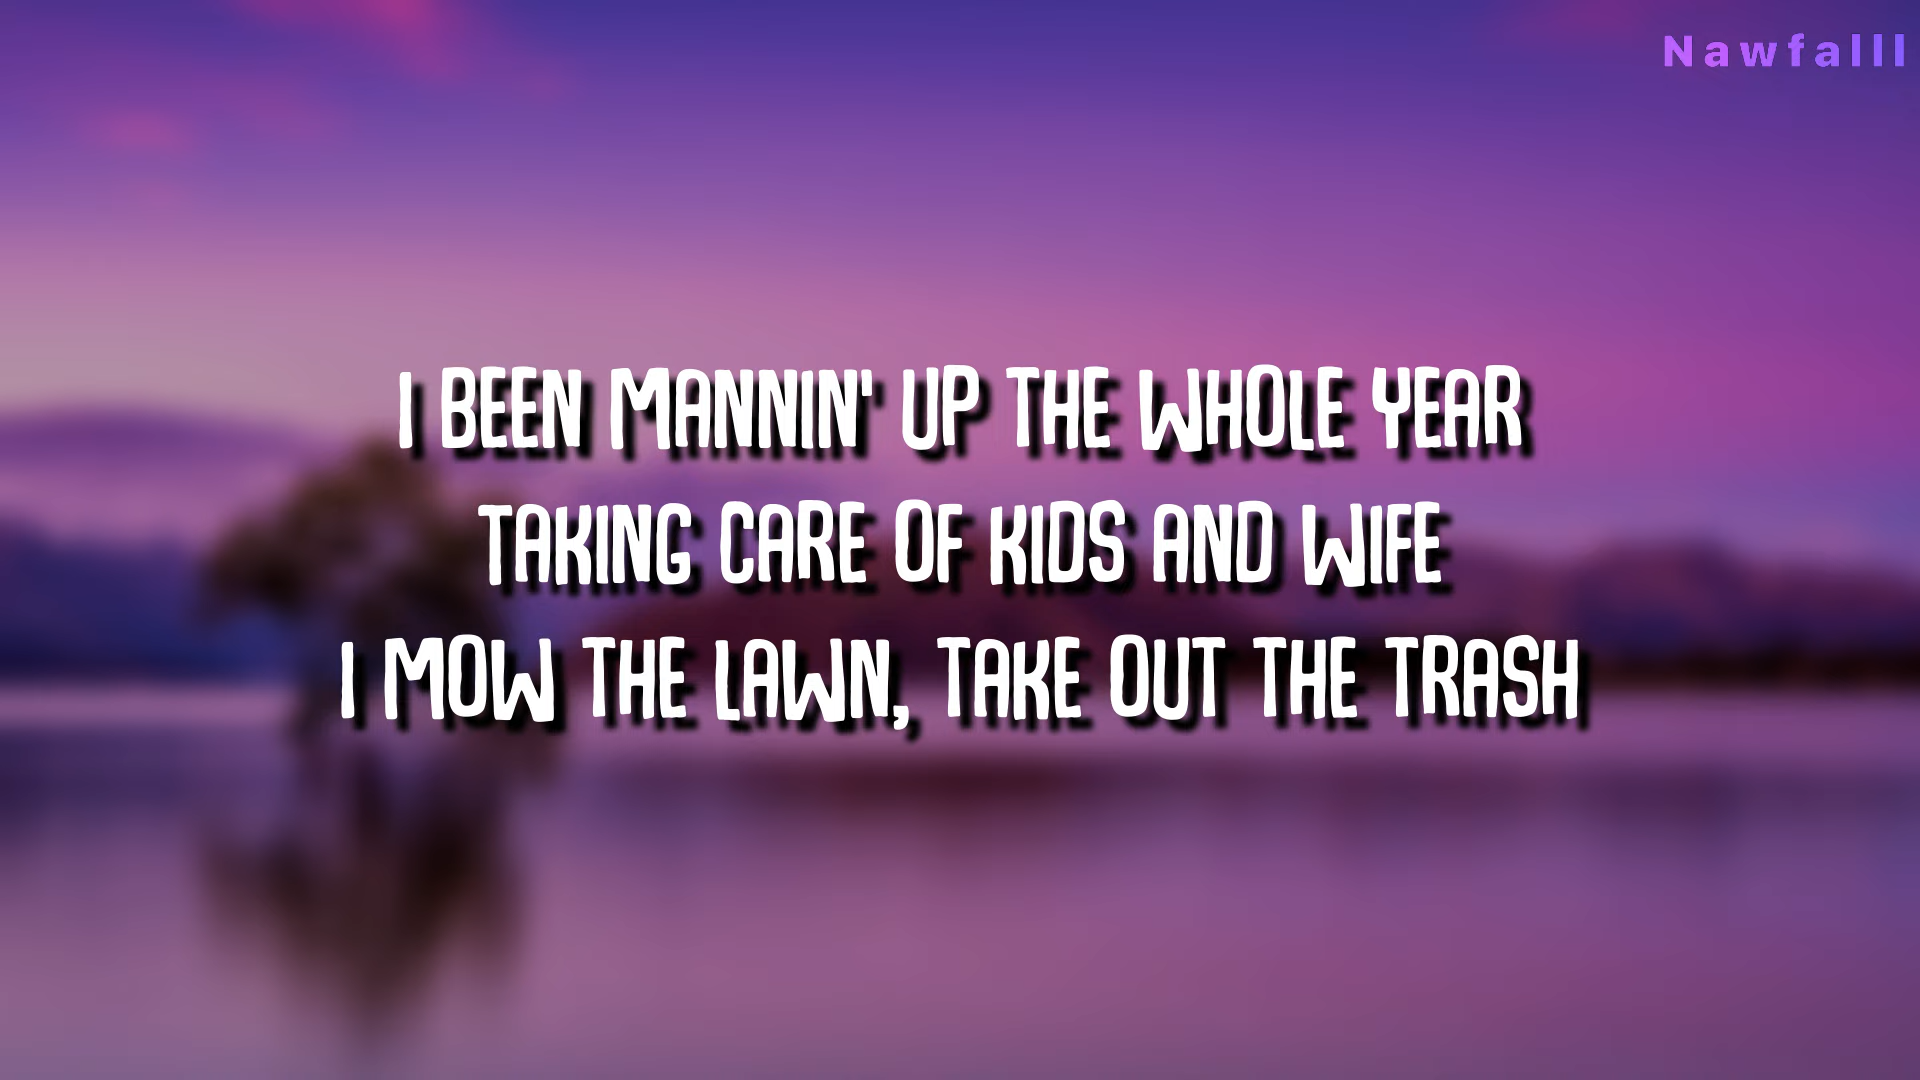 Nawfalll
I BEEN MANNIN' UP THE WHOLE YEAR
TAKING CARE OF KIDS AND WIFE
I MOW THE LAWN, TAKE OUT THE TRASH